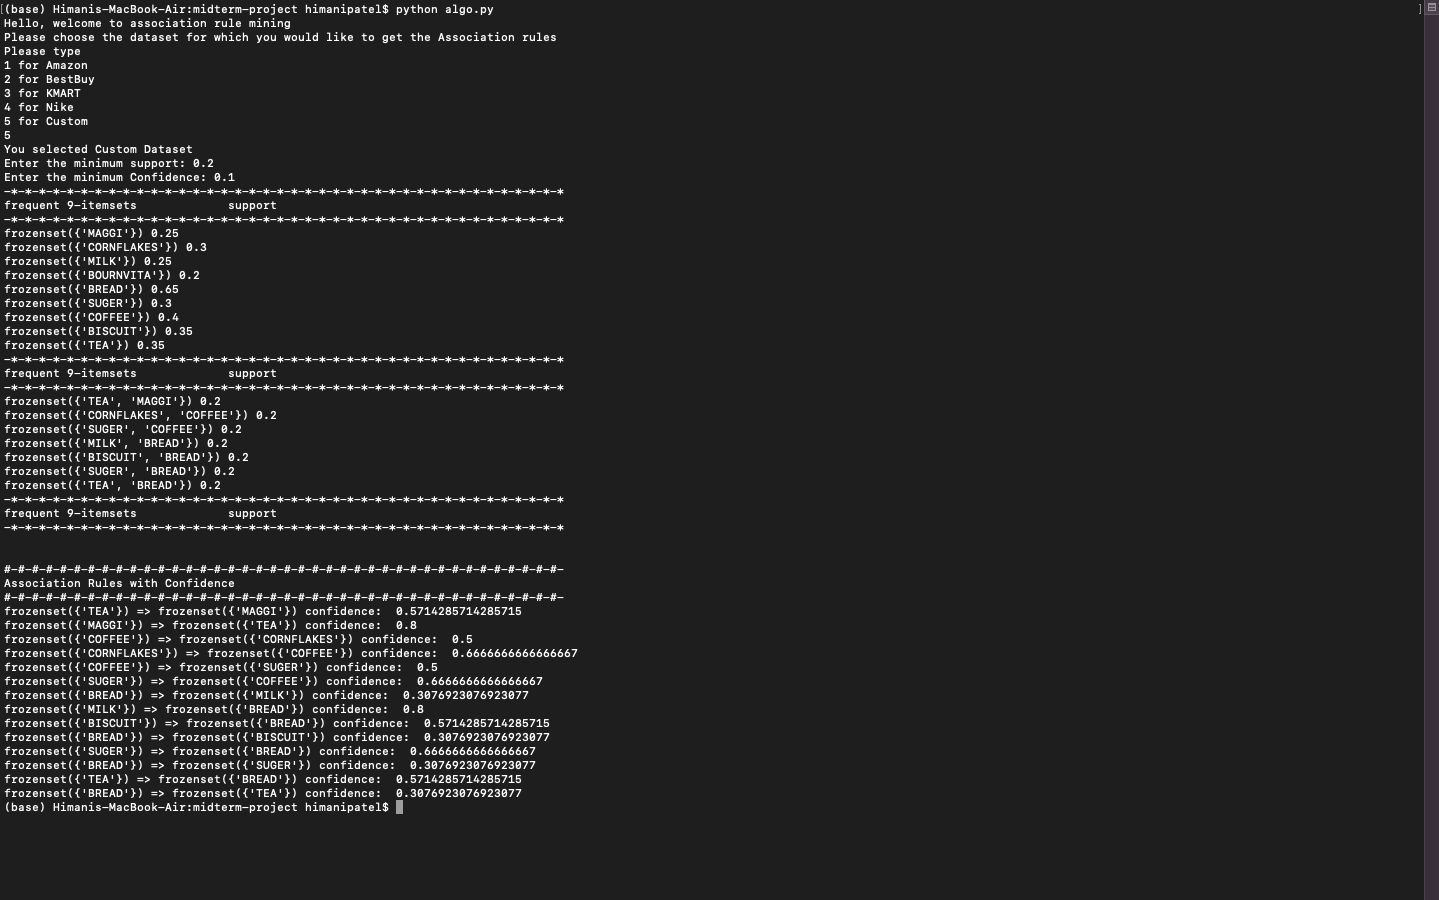 [(base) Himanis-MacBook-Air:midterm-project himanipatel$ python algo.py ]
Hello, welcome to association rule mining
Please choose the dataset for which you would like to get the Association rules
Please type
1 for Amazon
2 for BestBuy
3 for KMART
4 for Nike
5 for Custom
5
You selected Custom Dataset
Enter the minimum support: 0.2
Enter the minimum Confidence: 0.1
-*-*-*-*-*-*-*-*-*-*-*-*-*-*-*-*-*-*-*-*-*-*-*-*-*-*-*-*-*-*-*-*-*-*-*-*-*-*-*-*
frequent 9-itemsets             support
-*-*-*-*-*-*-*-*-*-*-*-*-*-*-*-*-*-*-*-*-*-*-*-*-*-*-*-*-*-*-*-*-*-*-*-*-*-*-*-*
frozenset({'MAGGI'}) 0.25
frozenset({'CORNFLAKES'}) 0.3
frozenset({'MILK'}) 0.25
frozenset({'BOURNVITA'}) 0.2
frozenset({'BREAD'}) 0.65
frozenset({'SUGER'}) 0.3
frozenset({'COFFEE'}) 0.4
frozenset({'BISCUIT'}) 0.35
frozenset({'TEA'}) 0.35
-*-*-*-*-*-*-*-*-*-*-*-*-*-*-*-*-*-*-*-*-*-*-*-*-*-*-*-*-*-*-*-*-*-*-*-*-*-*-*-*
frequent 9-itemsets             support
-*-*-*-*-*-*-*-*-*-*-*-*-*-*-*-*-*-*-*-*-*-*-*-*-*-*-*-*-*-*-*-*-*-*-*-*-*-*-*-*
frozenset({'TEA', 'MAGGI'}) 0.2
frozenset({'CORNFLAKES', 'COFFEE'}) 0.2
frozenset({'SUGER', 'COFFEE'}) 0.2
frozenset({'MILK', 'BREAD'}) 0.2
frozenset({'BISCUIT', 'BREAD'}) 0.2
frozenset({'SUGER', 'BREAD'}) 0.2
frozenset({'TEA', 'BREAD'}) 0.2
-*-*-*-*-*-*-*-*-*-*-*-*-*-*-*-*-*-*-*-*-*-*-*-*-*-*-*-*-*-*-*-*-*-*-*-*-*-*-*-*
frequent 9-itemsets             support
-*-*-*-*-*-*-*-*-*-*-*-*-*-*-*-*-*-*-*-*-*-*-*-*-*-*-*-*-*-*-*-*-*-*-*-*-*-*-*-*
#-#-#-#-#-#-#-#-#-#-#-#-#-#-#-#-#-#-#-#-#-#-#-#-#-#-#-#-#-#-#-#-#-#-#-#-#-#-#-#-
Association Rules with Confidence
#-#-#-#-#-#-#-#-#-#-#-#-#-#-#-#-#-#-#-#-#-#-#-#-#-#-#-#-#-#-#-#-#-#-#-#-#-#-#-#-
frozenset({'TEA'}) => frozenset({'MAGGI'}) confidence:  0.5714285714285715
frozenset({'MAGGI'}) => frozenset({'TEA'}) confidence:  0.8
frozenset({'COFFEE'}) => frozenset({'CORNFLAKES'}) confidence:  0.5
frozenset({'CORNFLAKES'}) => frozenset({'COFFEE'}) confidence:  0.6666666666666667
frozenset({'COFFEE'}) => frozenset({'SUGER'}) confidence:  0.5
frozenset({'SUGER'}) => frozenset({'COFFEE'}) confidence:  0.6666666666666667
frozenset({'BREAD'}) => frozenset({'MILK'}) confidence:  0.3076923076923077
frozenset({'MILK'}) => frozenset({'BREAD'}) confidence:  0.8
frozenset({'BISCUIT'}) => frozenset({'BREAD'}) confidence:  0.5714285714285715
frozenset({'BREAD'}) => frozenset({'BISCUIT'}) confidence:  0.3076923076923077
frozenset({'SUGER'}) => frozenset({'BREAD'}) confidence:  0.6666666666666667
frozenset({'BREAD'}) => frozenset({'SUGER'}) confidence:  0.3076923076923077
frozenset({'TEA'}) => frozenset({'BREAD'}) confidence:  0.5714285714285715
frozenset({'BREAD'}) => frozenset({'TEA'}) confidence:  0.3076923076923077
(base) Himanis-MacBook-Air:midterm-project himanipatel$